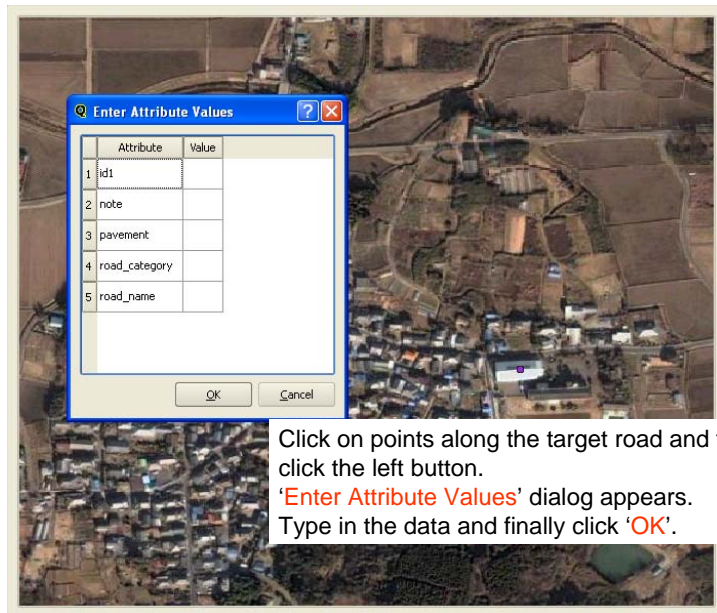 Enter Attribute Values
Attribute Value
1 id1
2 note
3 pavement
4 road_category
5 road_name
OK Cancel
Click on points along the target road and
click the left button.
‘Enter Attribute Values’ dialog appears.
Type in the data and finally click ‘OK’.